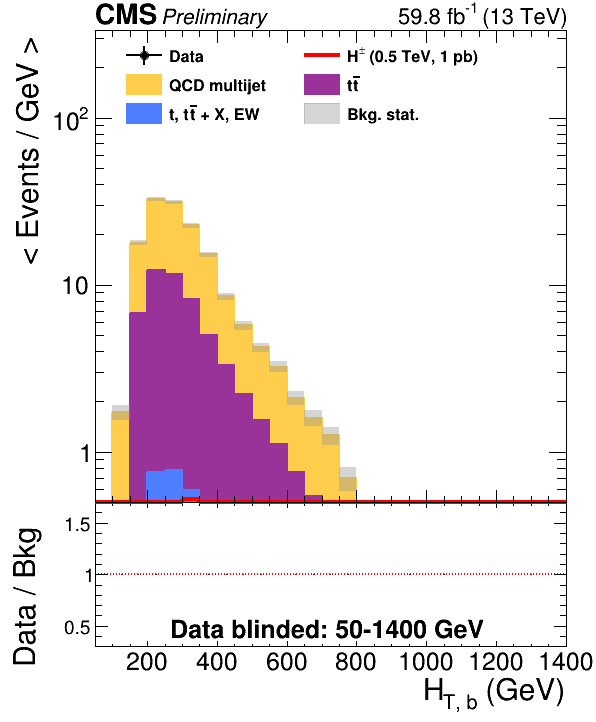 CMS Preliminary 59.8 fb⁻¹ (13 TeV)
< Events / GeV >
Data
H± (0.5 TeV, 1 pb)
QCD multijet
tt̄
t, tt̄ + X, EW
Bkg. stat.
10²
10
1
Data / Bkg
1.5
1
0.5
Data blinded: 50-1400 GeV
200 400 600 800 1000 1200 1400
H_T, b (GeV)